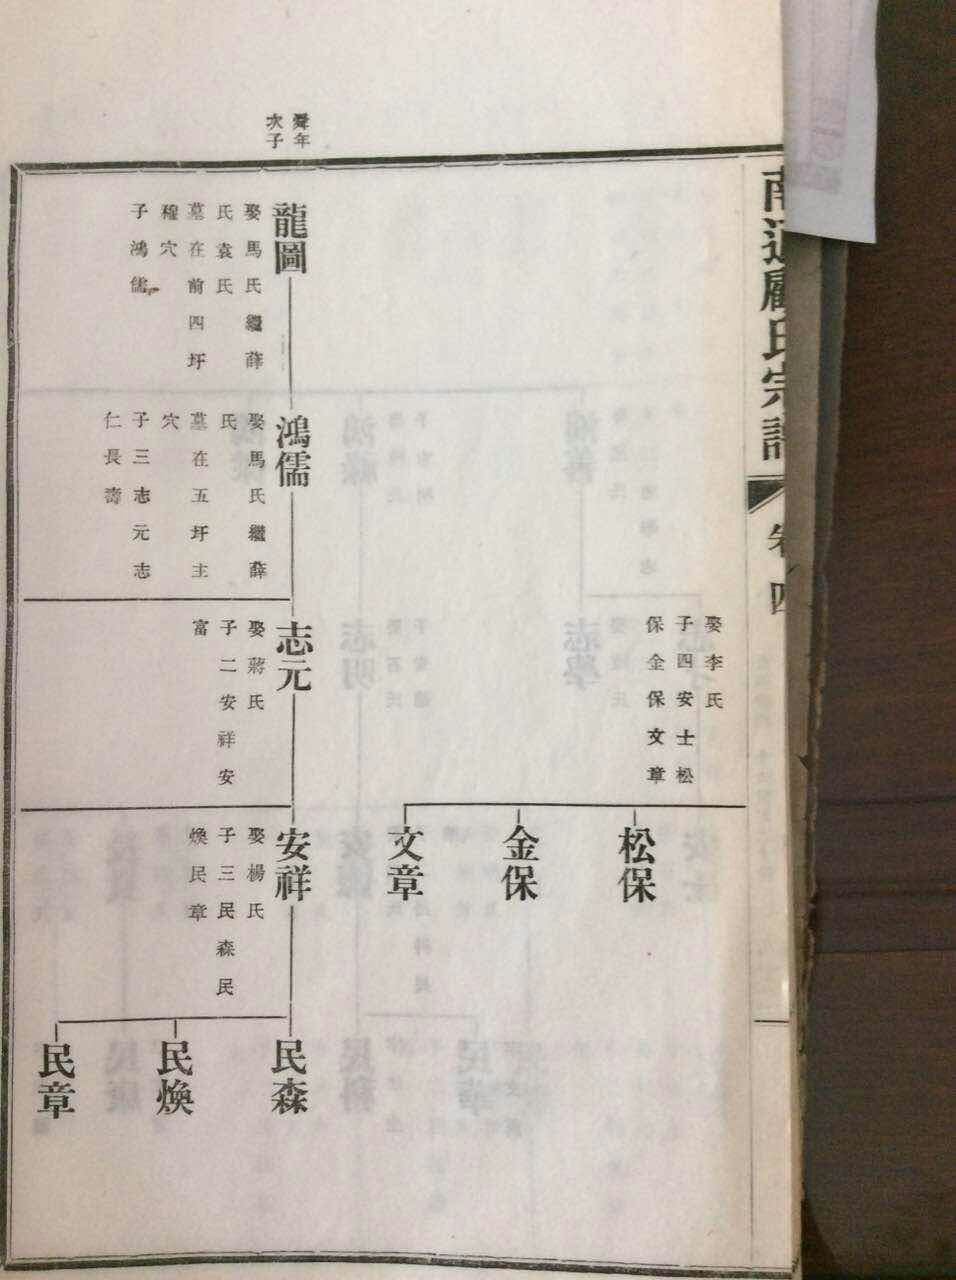 南通顧氏宗譜
卷四
娶李氏
子四安士松
保金保文章
松保
金保
文章
舜年
次子
龍圖
娶馬氏繼薛
氏袁氏
墓在前四圩
穆穴
子鴻儒
鴻儒
娶馬氏繼薛
氏
墓在五圩主
穴
子三志元志
仁長壽
志元
娶蔣氏
子二安祥安
富
安祥
娶楊氏
子三民森民
煥民章
民森
民煥
民章